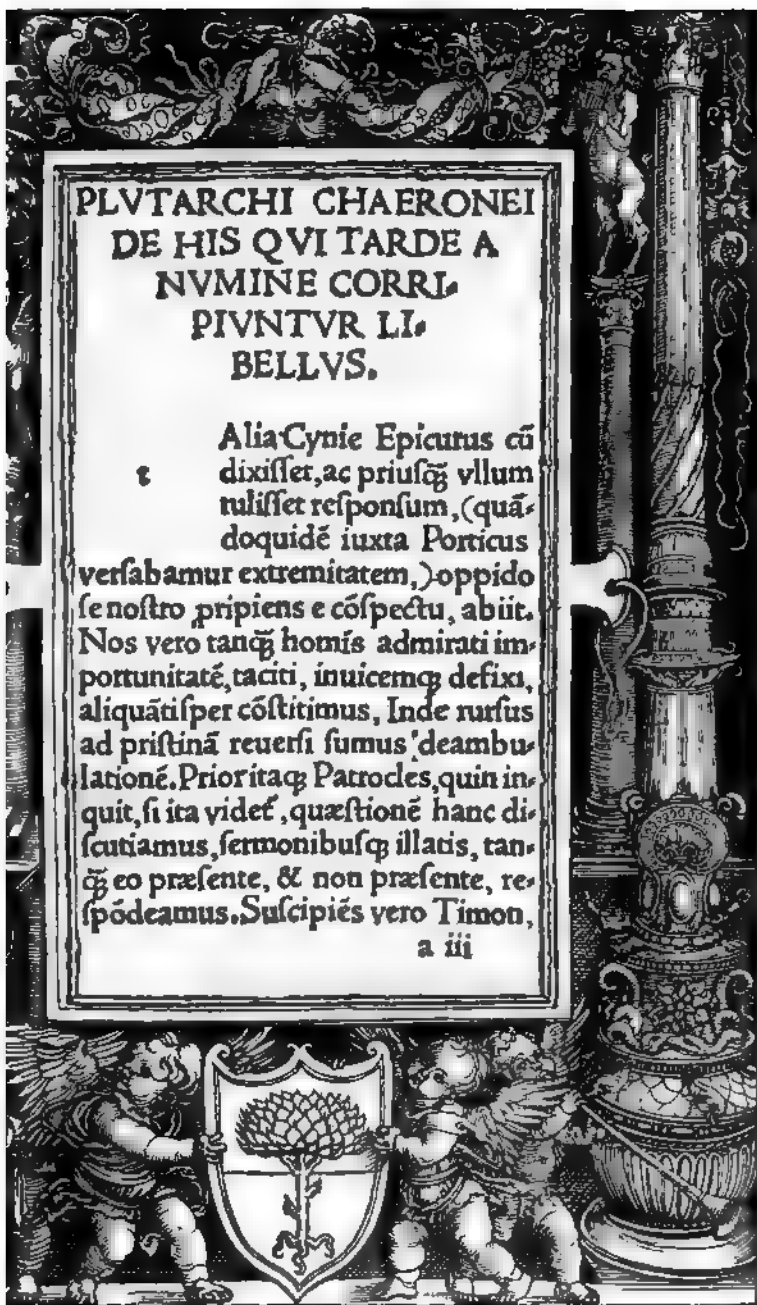 PLVTARCHI CHAERONEI
DE HIS QVI TARDE A
NVMINE CORRI-
PIVNTVR LI-
BELLVS.
t
Alia Cynie Epicurus cū
dixiſſet, ac priuſq̃ vllum
tuliſſet reſponſum, (quā-
doquidē iuxta Porticus
verſabamur extremitatem,) oppido
ſe noſtro ꝓripiens e cōſpectu, abiit.
Nos vero tanq̃ homīs admirati im-
portunitatē, taciti, inuicemq; defixi,
aliquātiſper cōſtitimus, Inde rurſus
ad priſtinā reuerſi ſumus deambu-
lationē. Prioritaq; Patrocles, quin in-
quit, ſi ita videt᷑, quæſtionē hanc di-
ſcutiamus, ſermonibuſq; illatis, tan-
q̃ eo præſente, & non præſente, re-
ſpōdeamus. Suſcipiēs vero Timon,
a iii